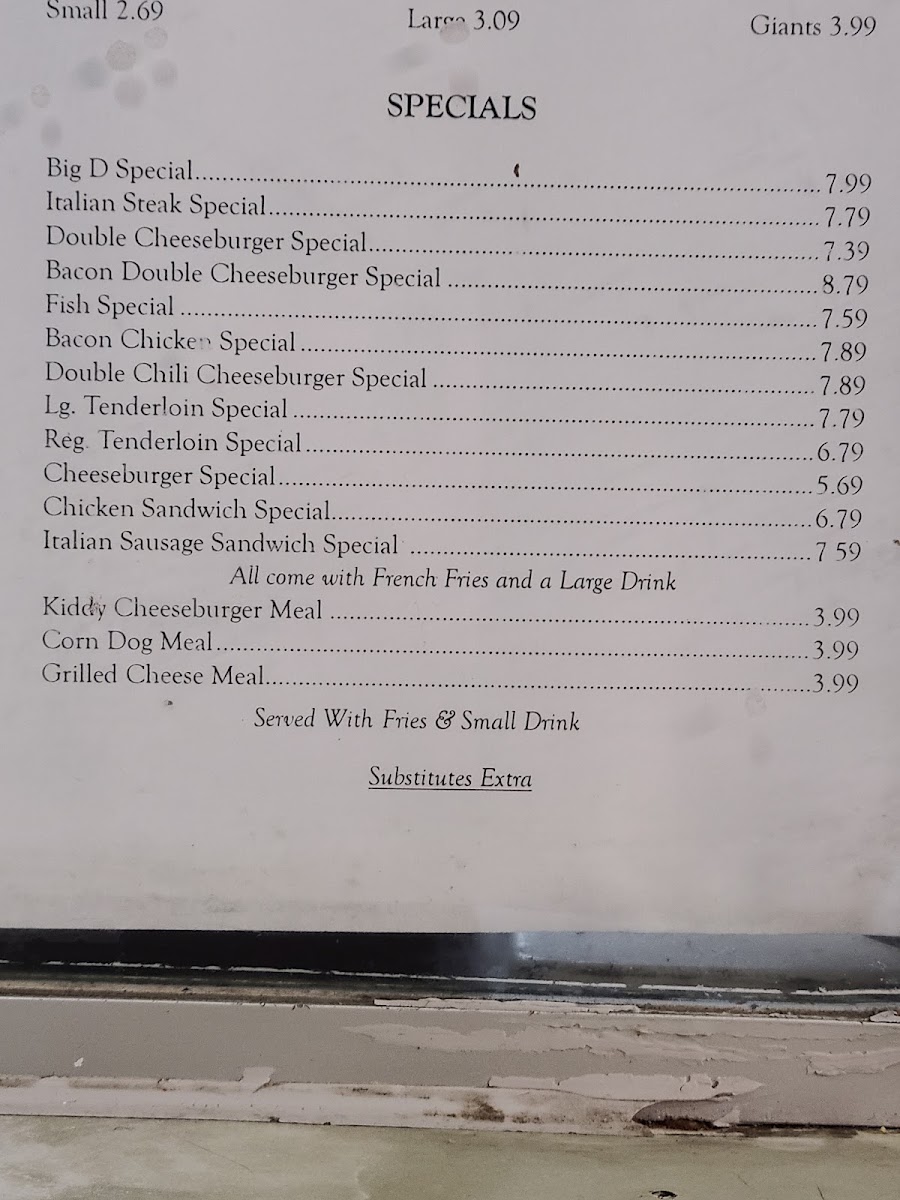 Small 2.69 Large 3.09 Giants 3.99
SPECIALS
Big D Special 7.99
Italian Steak Special 7.79
Double Cheeseburger Special 7.39
Bacon Double Cheeseburger Special 8.79
Fish Special 7.59
Bacon Chicken Special 7.89
Double Chili Cheeseburger Special 7.89
Lg. Tenderloin Special 7.79
Reg. Tenderloin Special 6.79
Cheeseburger Special 5.69
Chicken Sandwich Special 6.79
Italian Sausage Sandwich Special 7 59
All come with French Fries and a Large Drink
Kiddy Cheeseburger Meal 3.99
Corn Dog Meal 3.99
Grilled Cheese Meal 3.99
Served With Fries & Small Drink
Substitutes Extra